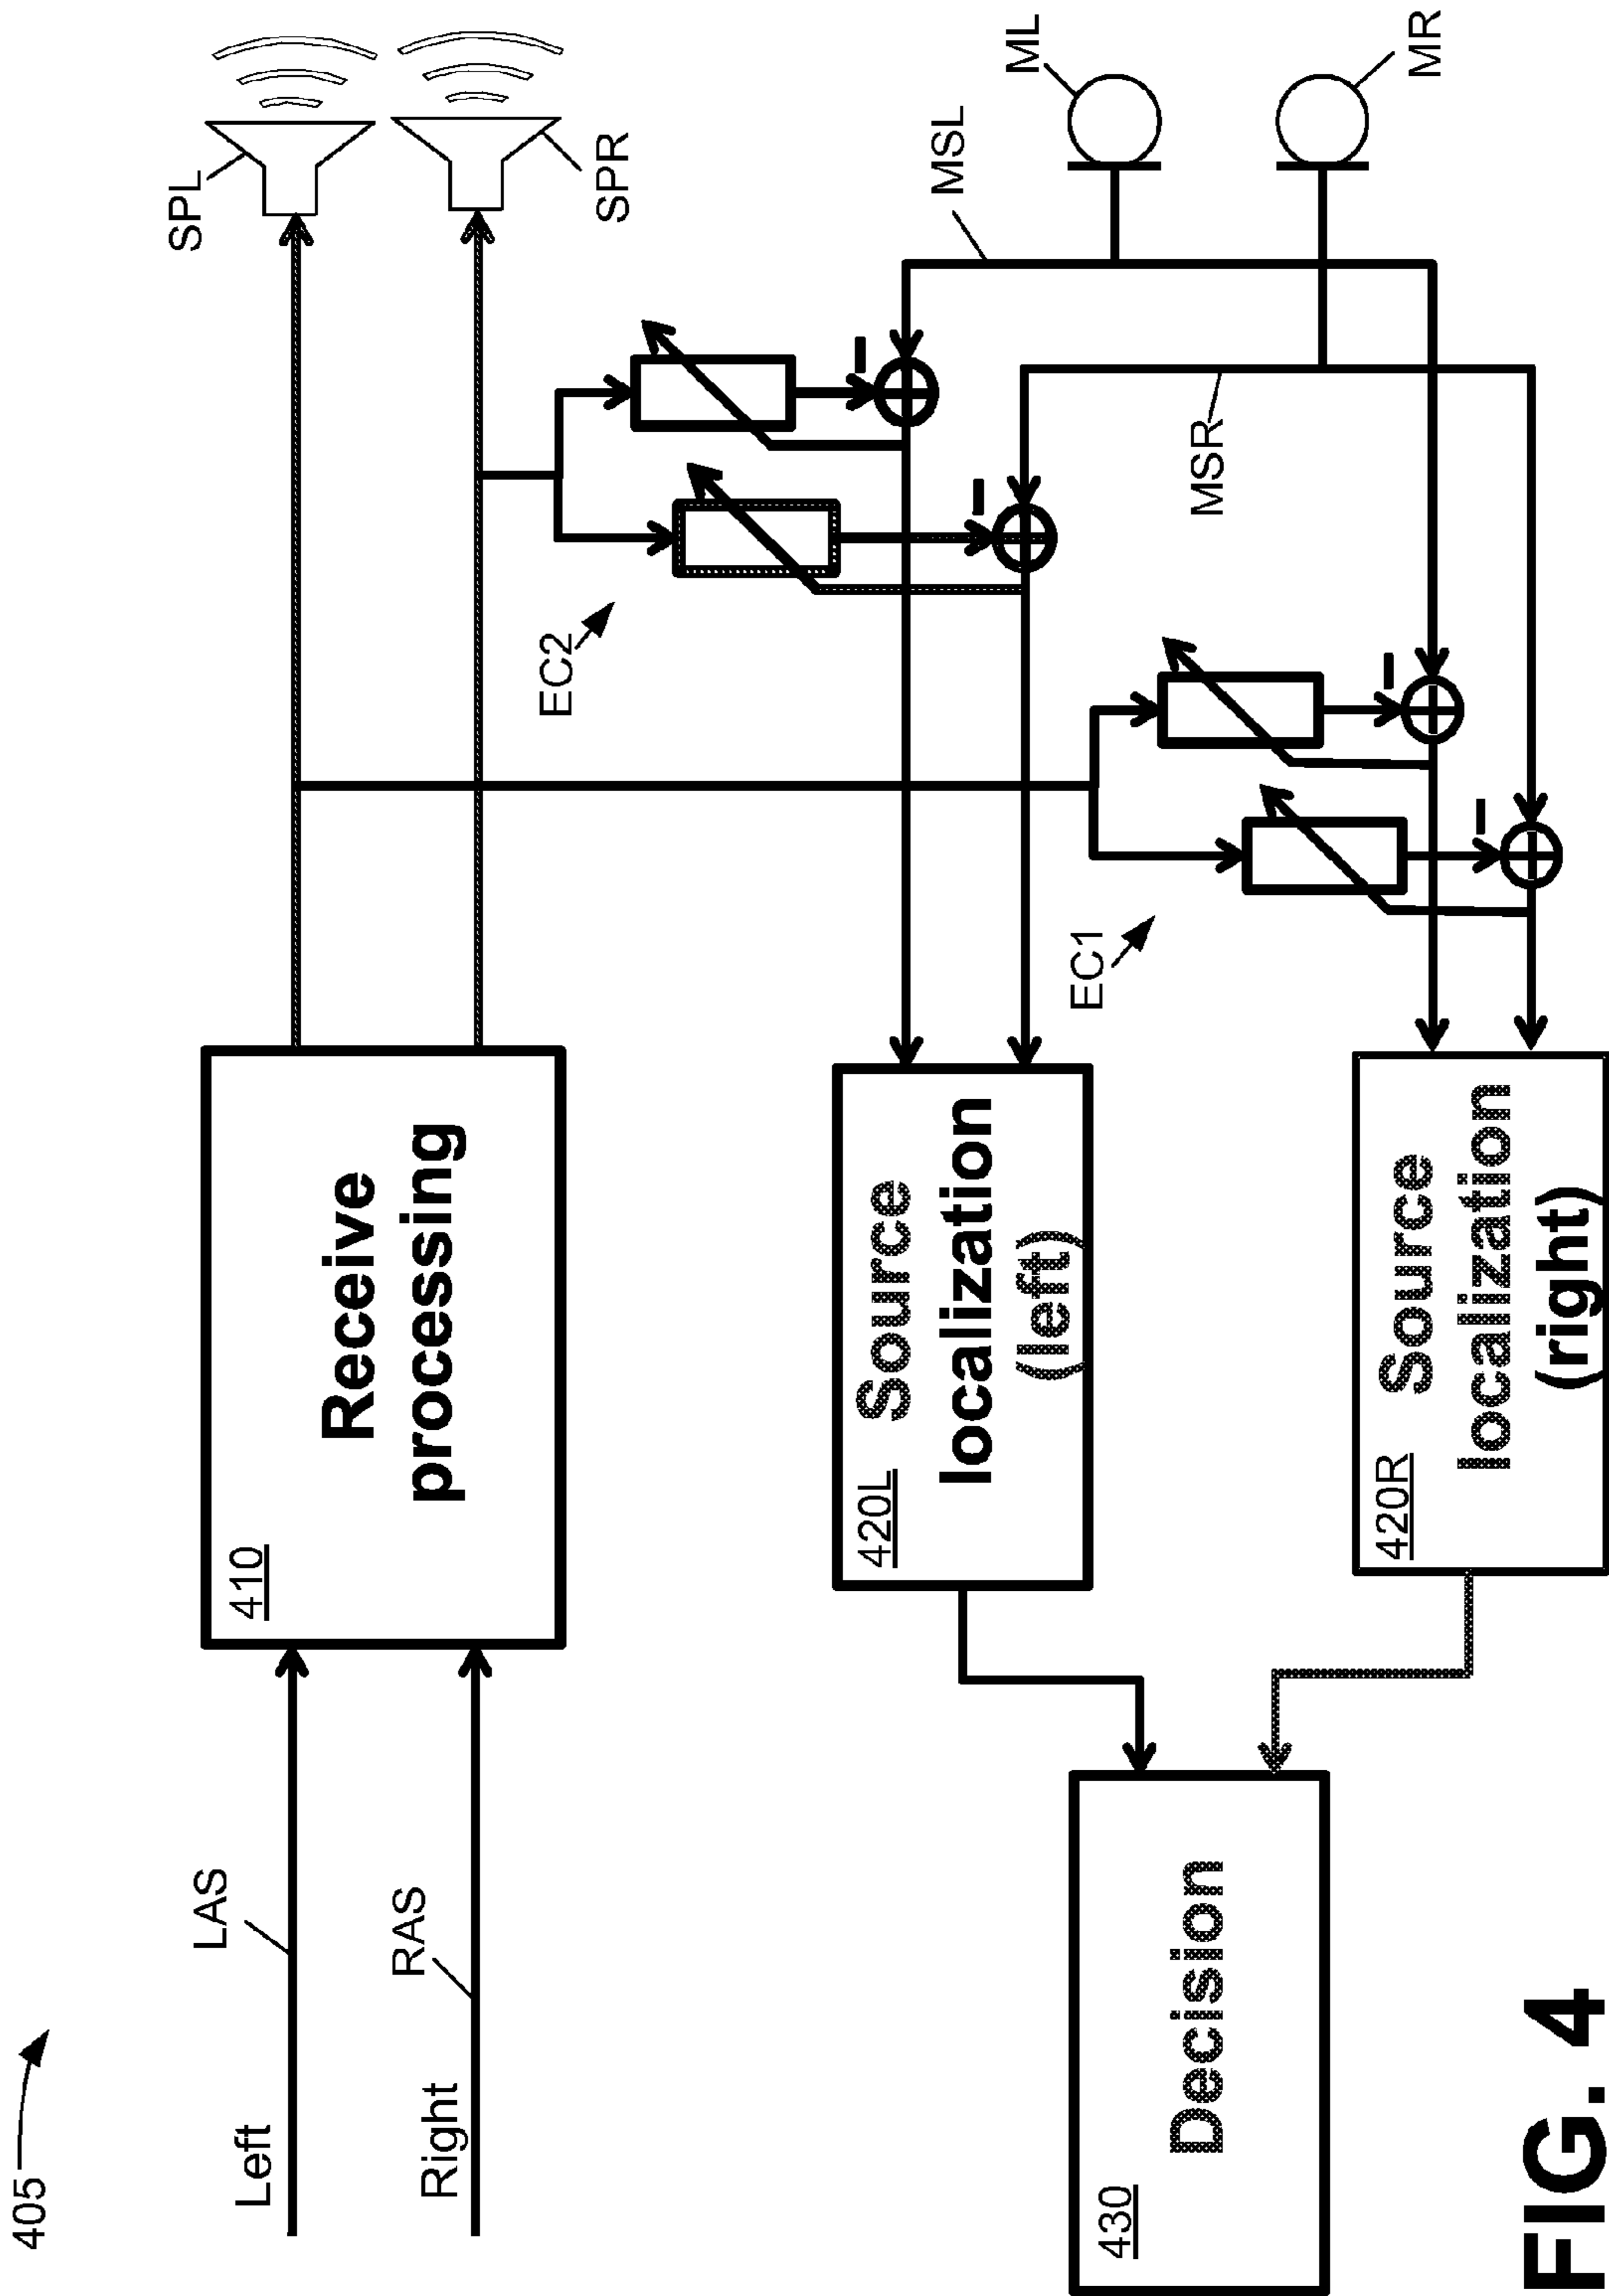 405
Left
LAS
Right
RAS
410
Receive
processing
SPL
SPR
EC2
MSL
ML
MSR
MR
EC1
420L
Source
localization
(left)
420R
Source
localization
(right)
430
Decision
FIG. 4